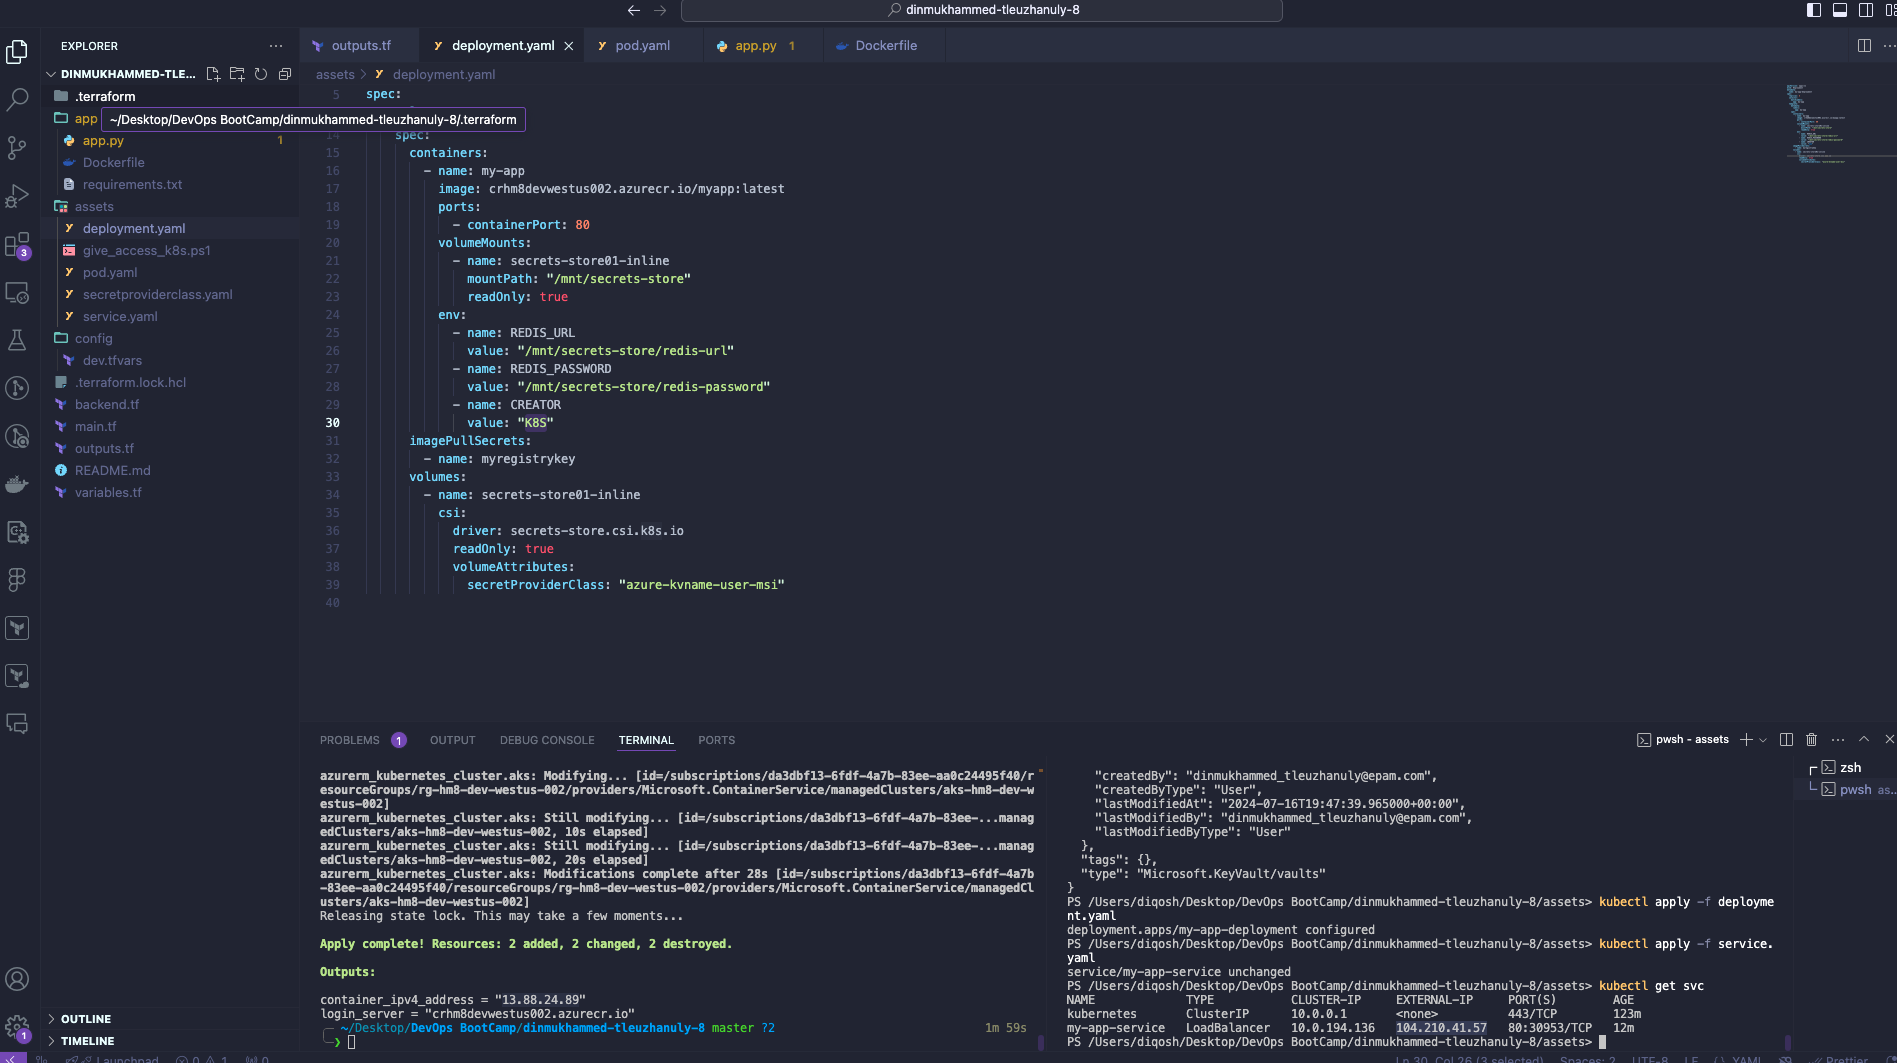 dinmukhammed-tleuzhanuly-8
EXPLORER
outputs.tf
deployment.yaml
pod.yaml
app.py 1
Dockerfile
DINMUKHAMMED-TLE...
assets > deployment.yaml
.terraform
app
~/Desktop/DevOps BootCamp/dinmukhammed-tleuzhanuly-8/.terraform
app.py 1
Dockerfile
requirements.txt
assets
deployment.yaml
give_access_k8s.ps1
pod.yaml
secretproviderclass.yaml
service.yaml
config
dev.tfvars
.terraform.lock.hcl
backend.tf
main.tf
outputs.tf
README.md
variables.tf
3
5 spec:
14 spec:
15 containers:
16 - name: my-app
17 image: crhm8devwestus002.azurecr.io/myapp:latest
18 ports:
19 - containerPort: 80
20 volumeMounts:
21 - name: secrets-store01-inline
22 mountPath: "/mnt/secrets-store"
23 readOnly: true
24 env:
25 - name: REDIS_URL
26 value: "/mnt/secrets-store/redis-url"
27 - name: REDIS_PASSWORD
28 value: "/mnt/secrets-store/redis-password"
29 - name: CREATOR
30 value: "K8S"
31 imagePullSecrets:
32 - name: myregistrykey
33 volumes:
34 - name: secrets-store01-inline
35 csi:
36 driver: secrets-store.csi.k8s.io
37 readOnly: true
38 volumeAttributes:
39 secretProviderClass: "azure-kvname-user-msi"
40
PROBLEMS 1 OUTPUT DEBUG CONSOLE TERMINAL PORTS
pwsh - assets
azurerm_kubernetes_cluster.aks: Modifying... [id=/subscriptions/da3dbf13-6fdf-4a7b-83ee-aa0c24495f40/r
esourceGroups/rg-hm8-dev-westus-002/providers/Microsoft.ContainerService/managedClusters/aks-hm8-dev-w
estus-002]
azurerm_kubernetes_cluster.aks: Still modifying... [id=/subscriptions/da3dbf13-6fdf-4a7b-83ee-...manag
edClusters/aks-hm8-dev-westus-002, 10s elapsed]
azurerm_kubernetes_cluster.aks: Still modifying... [id=/subscriptions/da3dbf13-6fdf-4a7b-83ee-...manag
edClusters/aks-hm8-dev-westus-002, 20s elapsed]
azurerm_kubernetes_cluster.aks: Modifications complete after 28s [id=/subscriptions/da3dbf13-6fdf-4a7b
-83ee-aa0c24495f40/resourceGroups/rg-hm8-dev-westus-002/providers/Microsoft.ContainerService/managedCl
usters/aks-hm8-dev-westus-002]
Releasing state lock. This may take a few moments...
Apply complete! Resources: 2 added, 2 changed, 2 destroyed.
Outputs:
container_ipv4_address = "13.88.24.89"
login_server = "crhm8devwestus002.azurecr.io"
~/Desktop/DevOps BootCamp/dinmukhammed-tleuzhanuly-8 master ?2 1m 59s
"createdBy": "dinmukhammed_tleuzhanuly@epam.com",
"createdByType": "User",
"lastModifiedAt": "2024-07-16T19:47:39.965000+00:00",
"lastModifiedBy": "dinmukhammed_tleuzhanuly@epam.com",
"lastModifiedByType": "User"
},
"tags": {},
"type": "Microsoft.KeyVault/vaults"
}
PS /Users/diqosh/Desktop/DevOps BootCamp/dinmukhammed-tleuzhanuly-8/assets> kubectl apply -f deployme
nt.yaml
deployment.apps/my-app-deployment configured
PS /Users/diqosh/Desktop/DevOps BootCamp/dinmukhammed-tleuzhanuly-8/assets> kubectl apply -f service.
yaml
service/my-app-service unchanged
PS /Users/diqosh/Desktop/DevOps BootCamp/dinmukhammed-tleuzhanuly-8/assets> kubectl get svc
NAME TYPE CLUSTER-IP EXTERNAL-IP PORT(S) AGE
kubernetes ClusterIP 10.0.0.1 <none> 443/TCP 123m
my-app-service LoadBalancer 10.0.194.136 104.210.41.57 80:30953/TCP 12m
PS /Users/diqosh/Desktop/DevOps BootCamp/dinmukhammed-tleuzhanuly-8/assets>
zsh
pwsh as...
OUTLINE
TIMELINE
1
Launchpad 0 1 0
Ln 30, Col 26 (3 selected) Spaces: 2 UTF-8 LF {} YAML Prettier